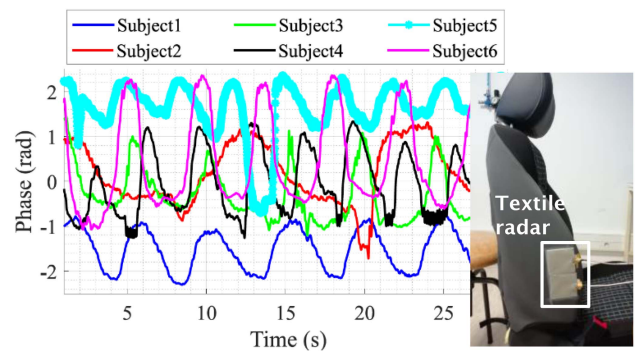 Subject1 Subject3 Subject5
Subject2 Subject4 Subject6
Phase (rad)
2
1
0
-1
-2
5 10 15 20 25
Time (s)
Textile
radar